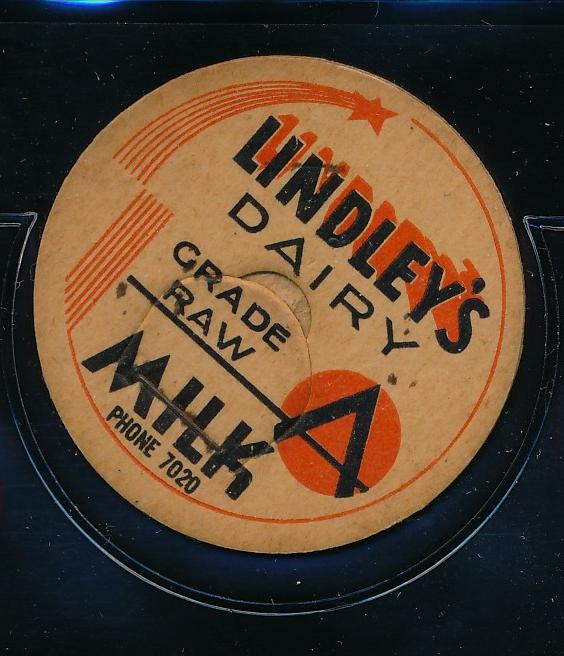 LINDLEY'S
DAIRY
GRADE
RAW
A
MILK
PHONE 7020